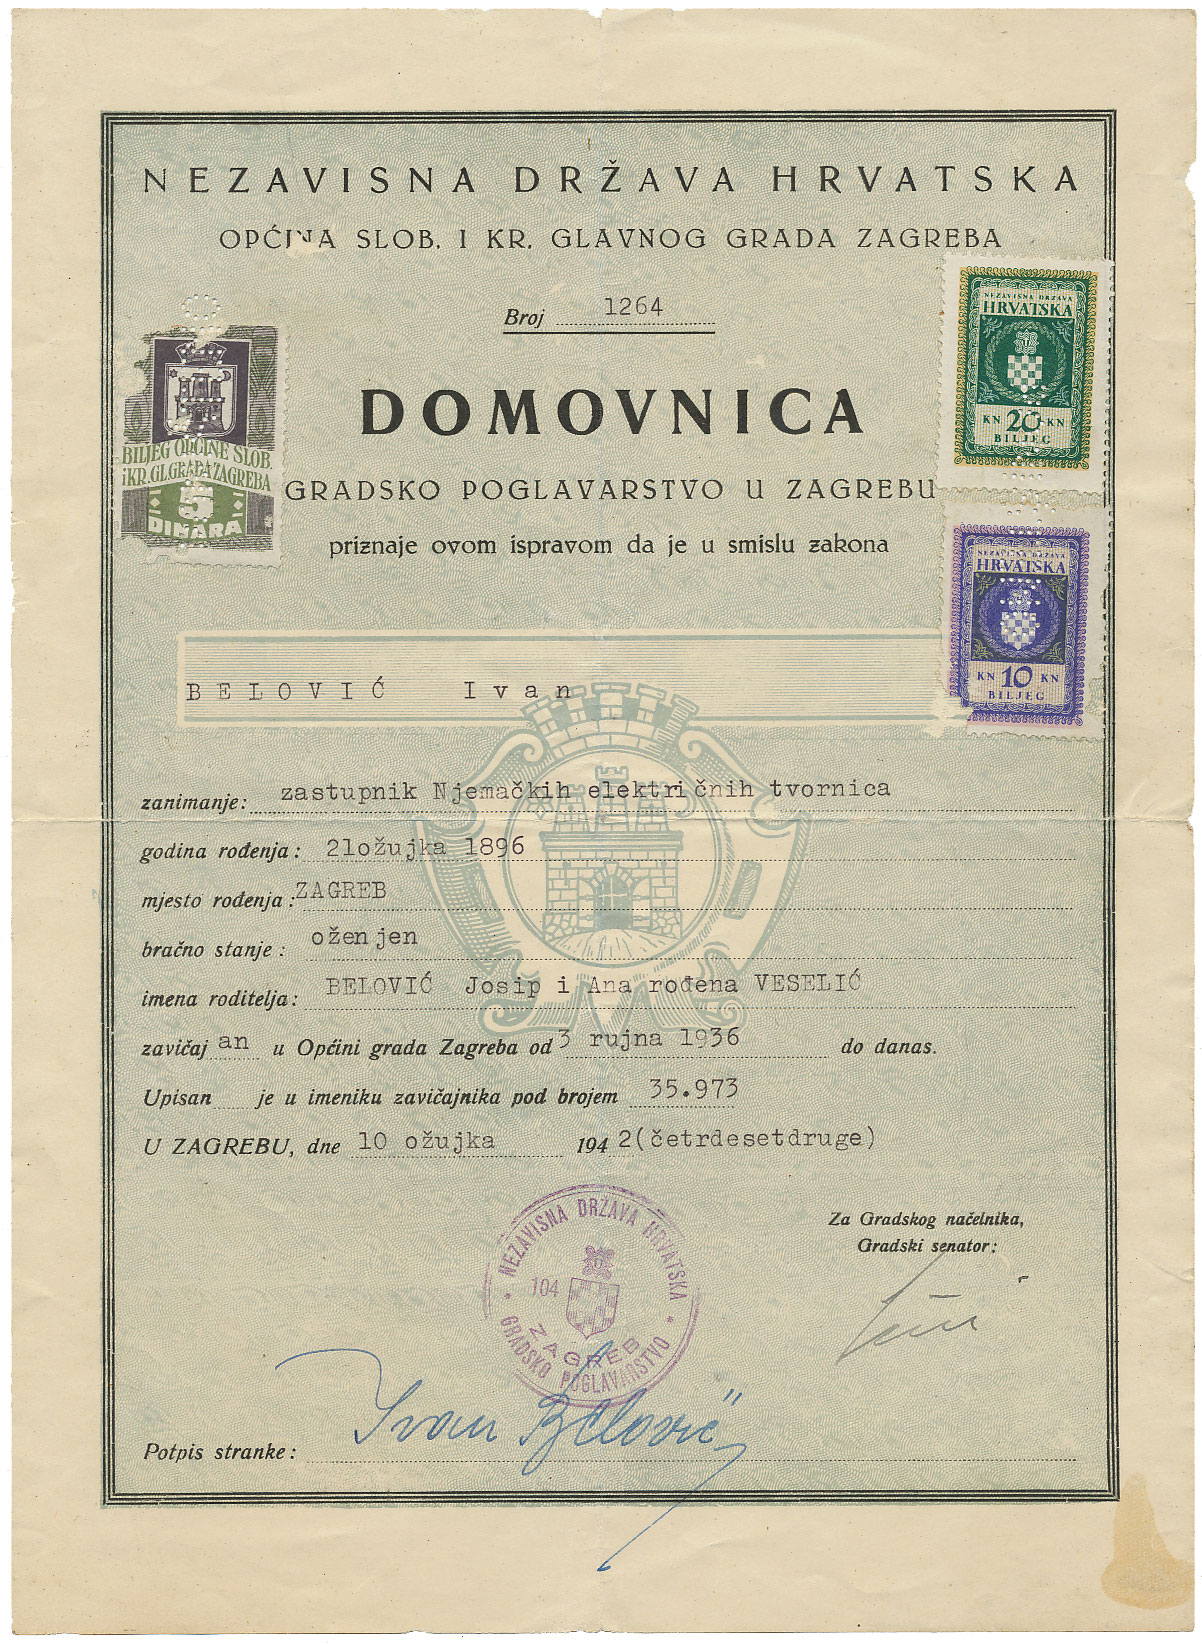 NEZAVISNA DRŽAVA HRVATSKA
OPĆINA SLOB. I KR. GLAVNOG GRADA ZAGREBA
Broj 1264
NEZAVISNA DRŽAVA
HRVATSKA
KN 20 KN
BILJEG
BILJEG OPĆINE SLOB.
i KR. GL. GRADA ZAGREBA
5
DINARA
DOMOVNICA
GRADSKO POGLAVARSTVO U ZAGREBU
priznaje ovom ispravom da je u smislu zakona
NEZAVISNA DRŽAVA
HRVATSKA
KN 10 KN
BILJEG
BELOVIĆ Ivan
zanimanje: zastupnik Njemačkih električnih tvornica
godina rođenja: 2ložujka 1896
mjesto rođenja: ZAGREB
bračno stanje: oženjen
imena roditelja: BELOVIĆ Josip i Ana rođena VESELIĆ
zavičaj an u Općini grada Zagreba od 3 rujna 1936 do danas.
Upisan je u imeniku zavičajnika pod brojem 35.973
U ZAGREBU, dne 10 ožujka 194 2(četrdesetdruge)
Za Gradskog načelnika,
Gradski senator:
NEZAVISNA DRŽAVA HRVATSKA
104
ZAGREB
GRADSKO POGLAVARSTVO
Potpis stranke: Ivan Belović